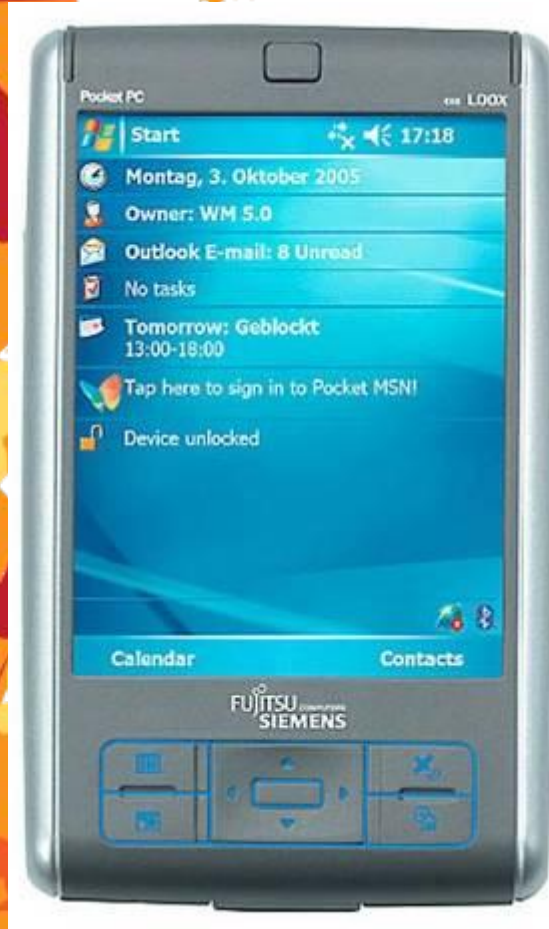 Pocket PC
LOOX
Start 17:18
Montag, 3. Oktober 2005
Owner: WM 5.0
Outlook E-mail: 8 Unread
No tasks
Tomorrow: Geblockt
13:00-18:00
Tap here to sign in to Pocket MSN!
Device unlocked
Calendar Contacts
FUJITSU COMPUTERS
SIEMENS